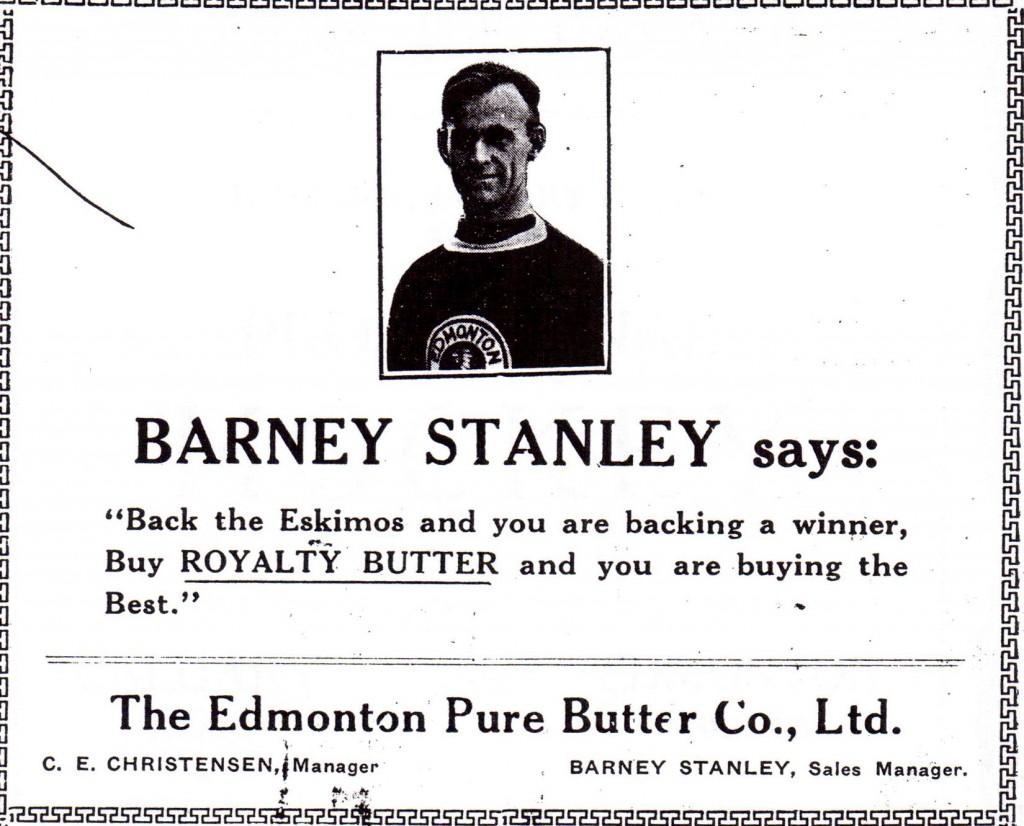 EDMONTON
BARNEY STANLEY says:
“Back the Eskimos and you are backing a winner,
Buy ROYALTY BUTTER and you are buying the
Best.”
The Edmonton Pure Butter Co., Ltd.
C. E. CHRISTENSEN, Manager
BARNEY STANLEY, Sales Manager.